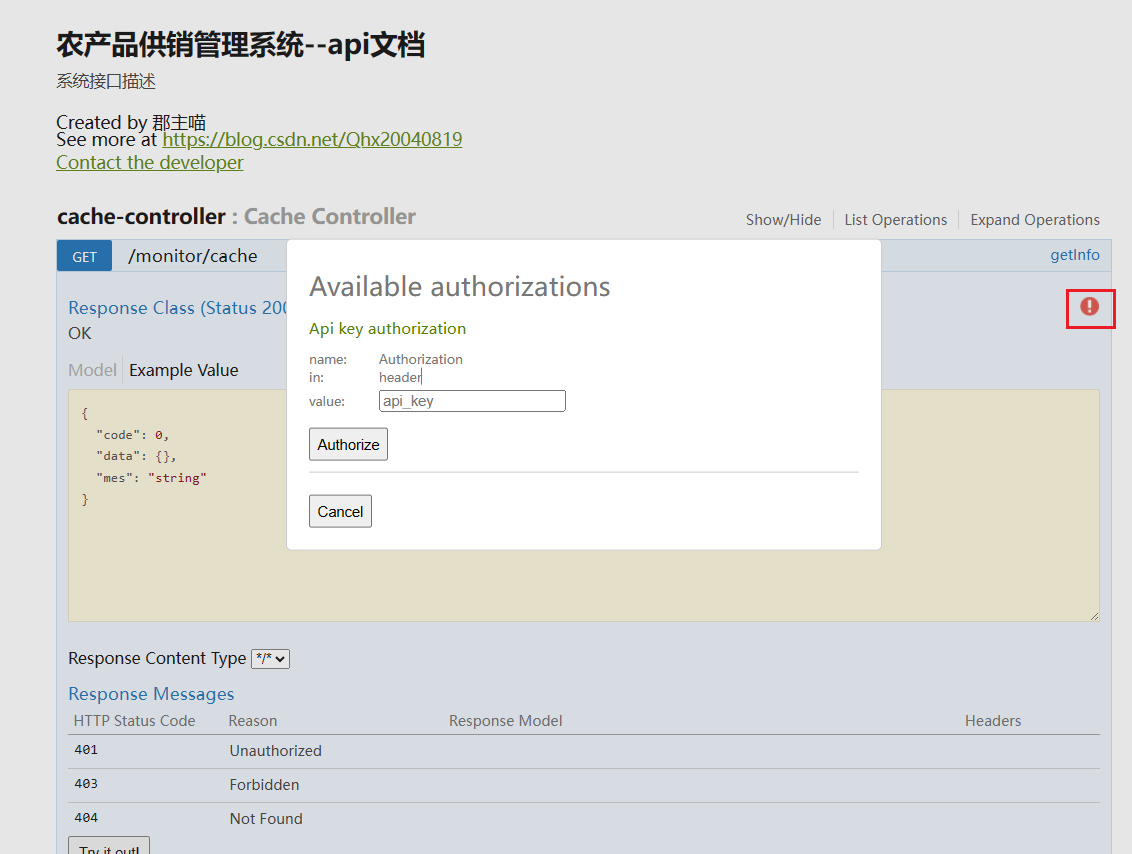 农产品供销管理系统--api文档
系统接口描述
Created by 郡主喵
See more at https://blog.csdn.net/Qhx20040819
Contact the developer
cache-controller : Cache Controller
Show/Hide List Operations Expand Operations
GET /monitor/cache getInfo
Available authorizations
Api key authorization
name: Authorization
in: header
value: api_key
Authorize
Cancel
Response Class (Status 200
OK
Model Example Value
{
"code": 0,
"data": {},
"mes": "string"
}
Response Content Type */*
Response Messages
HTTP Status Code Reason Response Model Headers
401 Unauthorized
403 Forbidden
404 Not Found
Try it out!